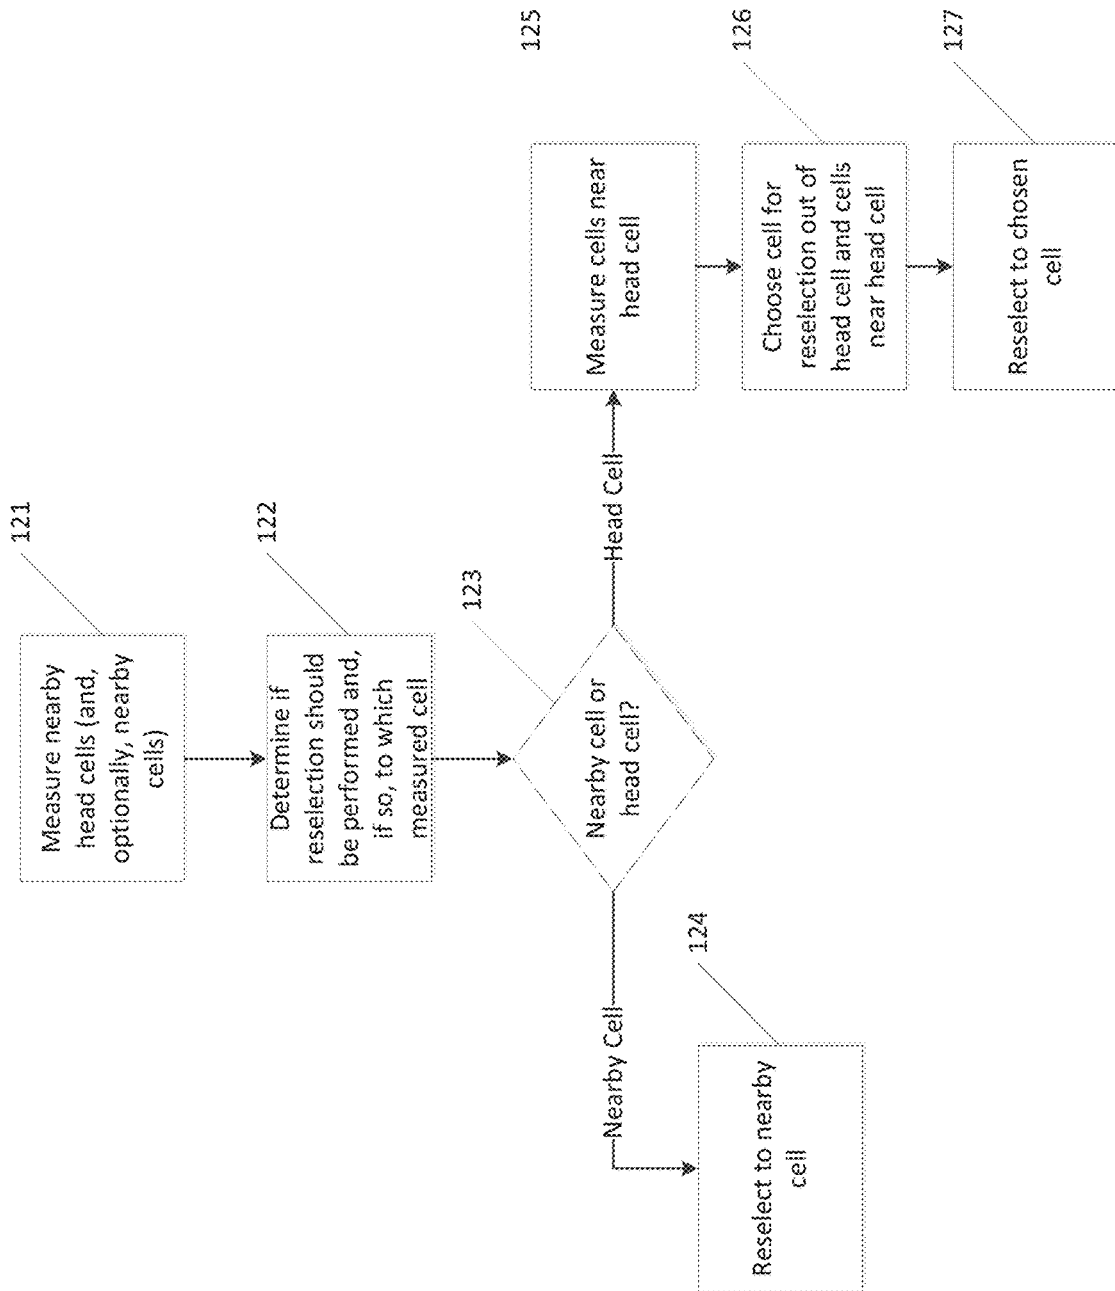 121
Measure nearby
head cells (and,
optionally, nearby
cells)
122
Determine if
reselection should
be performed and,
if so, to which
measured cell
123
Nearby cell or
head cell?
Nearby Cell
Head Cell
124
Reselect to nearby
cell
125
Measure cells near
head cell
126
Choose cell for
reselection out of
head cell and cells
near head cell
127
Reselect to chosen
cell